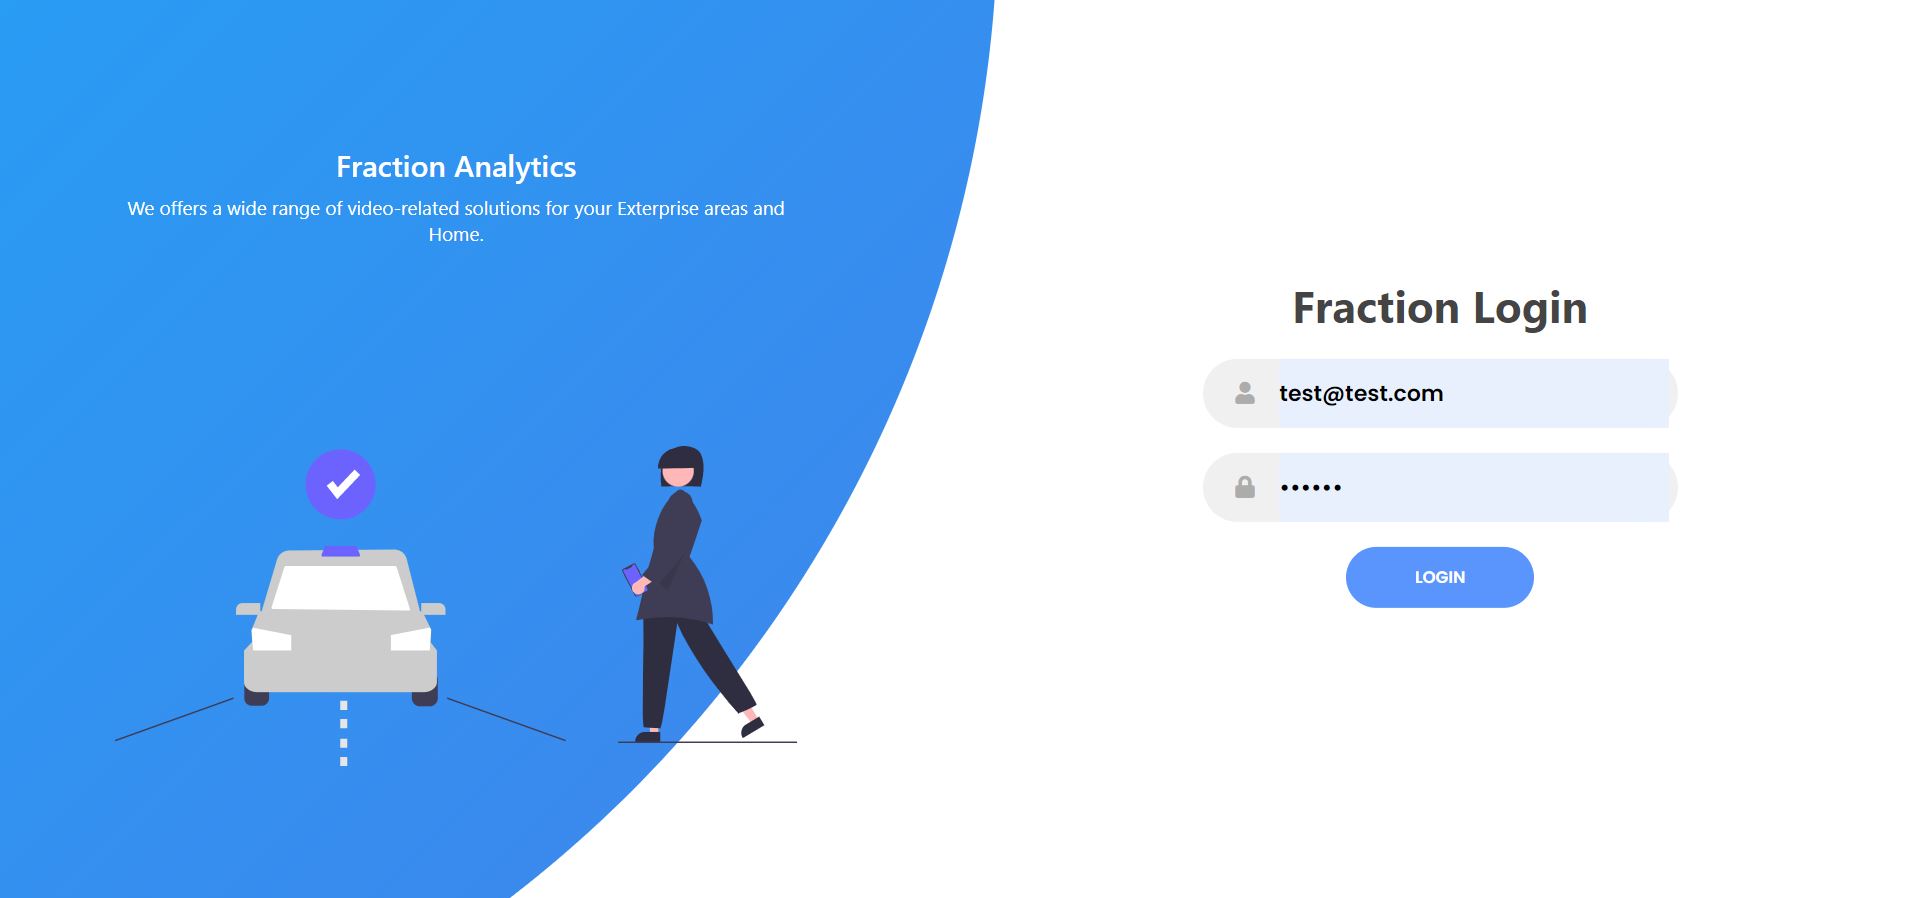 Fraction Analytics
We offers a wide range of video-related solutions for your Exterprise areas and
Home.
Fraction Login
test@test.com
••••••
LOGIN